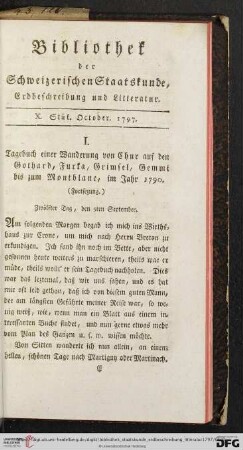 Bibliothek
der
Schweizerischen Staatskunde,
Erdbeschreibung und Litteratur.
X. Stük. October. 1797.
I.
Tagebuch einer Wanderung von Chur auf den
Gothard, Furka, Grimsel, Gemmi
bis zum Montblanc, im Jahr 1790.
(Fortsezung.)
Zwölfter Tag, den 2ten September.
Am folgenden Morgen begab ich mich ins Wirths-
haus zur Crone, um mich nach Herrn Breton zu
erkundigen. Ich fand ihn noch im Bette, aber nicht
gesonnen heute weiters zu marschieren, theils war er
müde, theils wollt' er sein Tagebuch nachholen. Dies
war das leztemal, daß wir uns sahen, und es hat
mir oft leid gethan, daß ich von diesem guten Mann,
der am längsten Gefährte meiner Reise war, so we-
nig weiß, wie, wenn man ein Blatt aus einem in-
teressanten Buche findet, und nun gerne etwas mehr
vom Plan des Ganzen u. s. w. wissen möchte.
Von Sitten wanderte ich nun allein, an einem
hellen, schönen Tage nach Martigny oder Martinach.